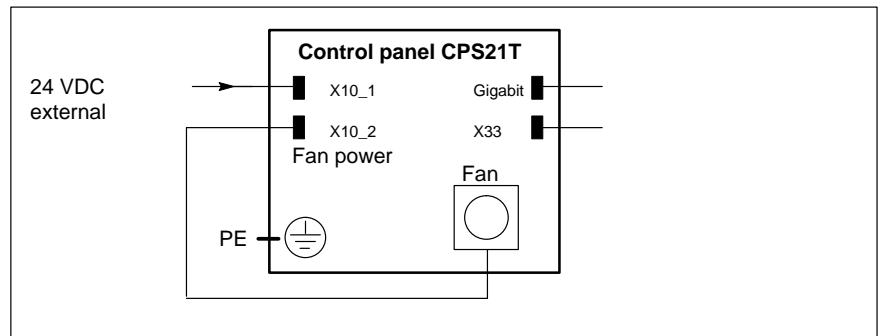 Control panel CPS21T
24 VDC
external
X10_1
Gigabit
X10_2
X33
Fan power
Fan
PE